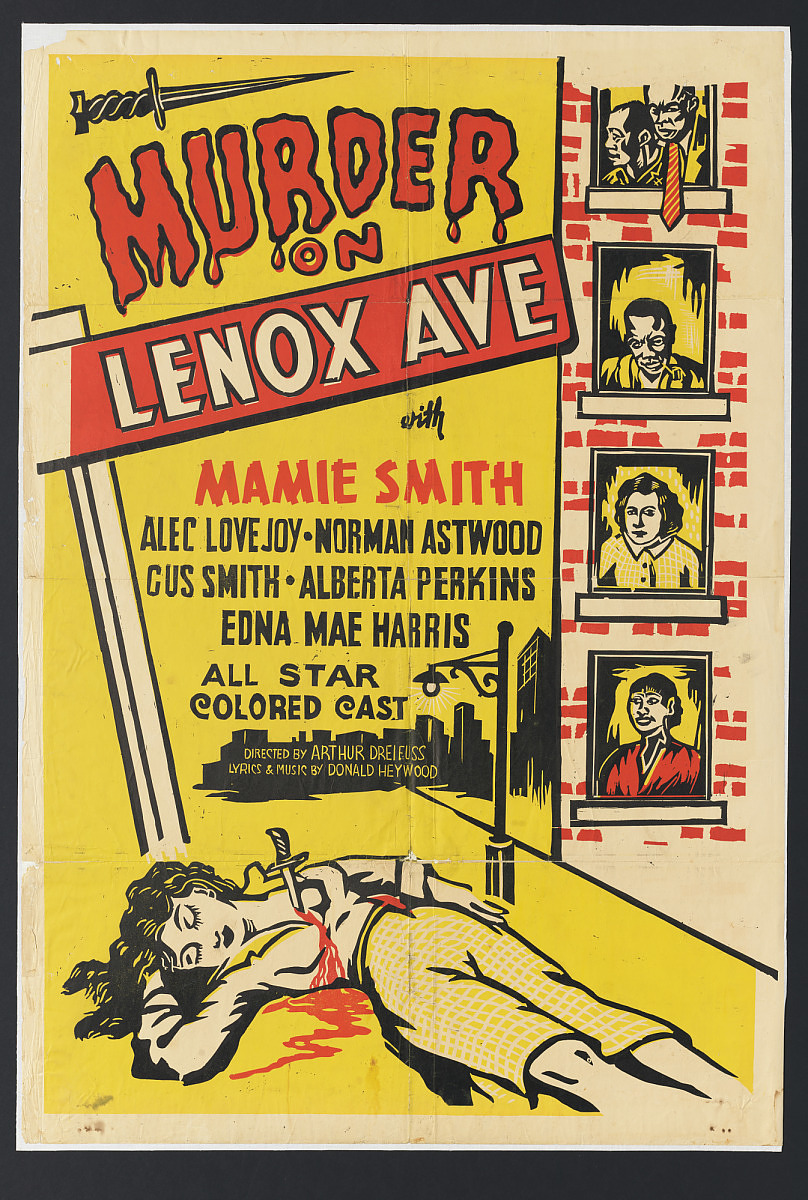 MURDER
ON
LENOX AVE
with
MAMIE SMITH
ALEC LOVEJOY • NORMAN ASTWOOD
GUS SMITH • ALBERTA PERKINS
EDNA MAE HARRIS
ALL STAR
COLORED CAST
DIRECTED BY ARTHUR DREIFUSS
LYRICS & MUSIC BY DONALD HEYWOOD